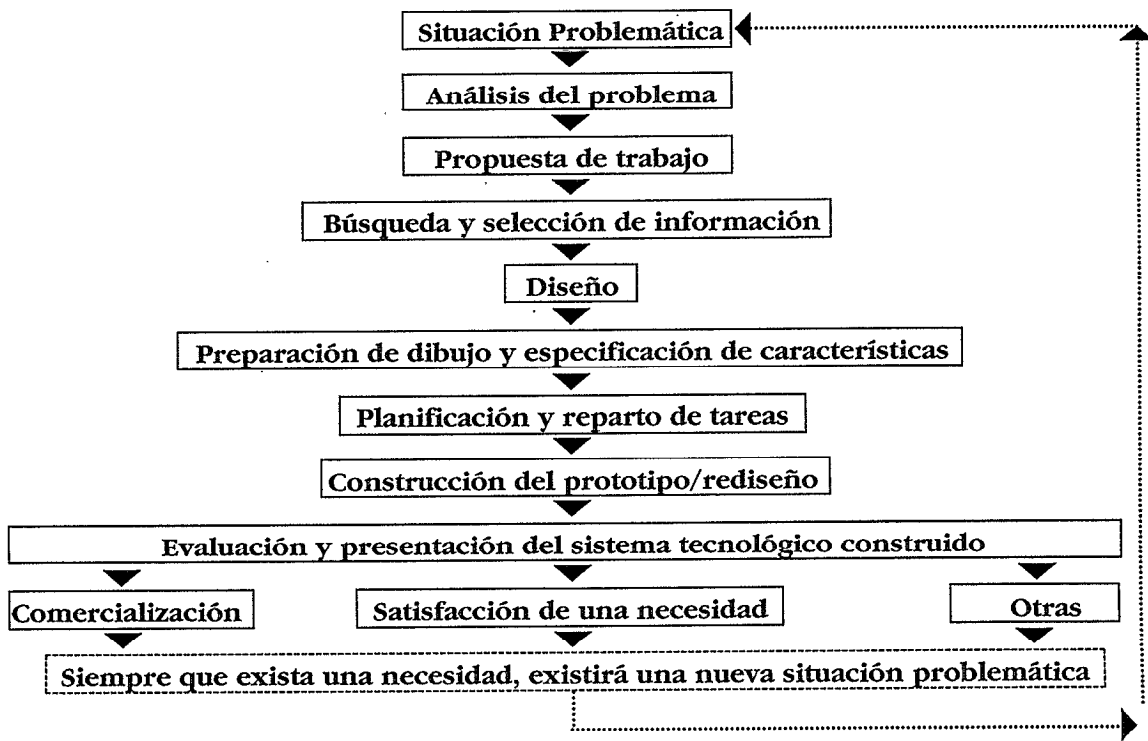 Situación Problemática
Análisis del problema
Propuesta de trabajo
Búsqueda y selección de información
Diseño
Preparación de dibujo y especificación de características
Planificación y reparto de tareas
Construcción del prototipo/rediseño
Evaluación y presentación del sistema tecnológico construido
Comercialización
Satisfacción de una necesidad
Otras
Siempre que exista una necesidad, existirá una nueva situación problemática